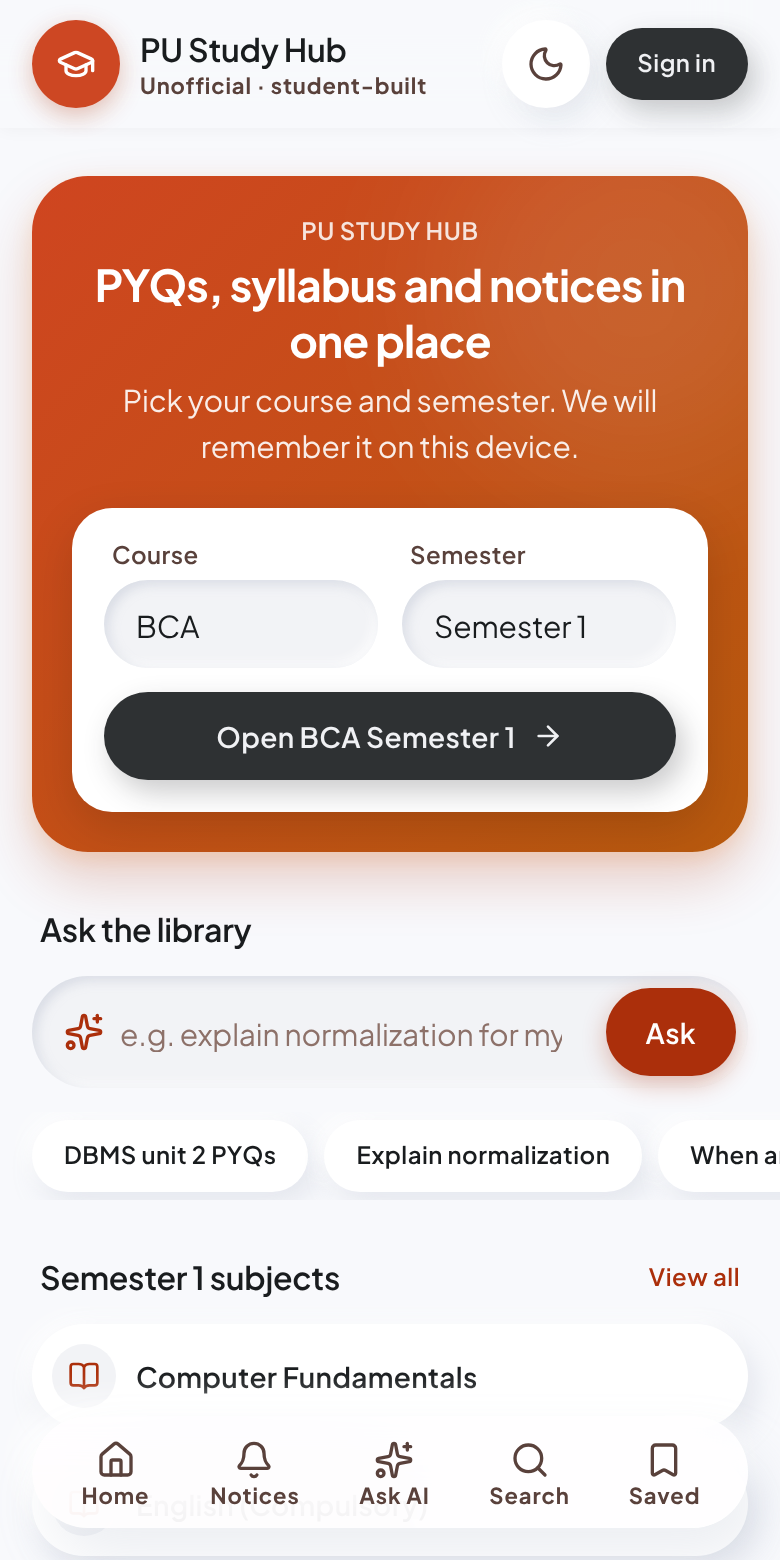 PU Study Hub
Unofficial · student-built
Sign in
PU STUDY HUB
PYQs, syllabus and notices in
one place
Pick your course and semester. We will
remember it on this device.
Course
Semester
BCA
Semester 1
Open BCA Semester 1
Ask the library
e.g. explain normalization for my
Ask
DBMS unit 2 PYQs
Explain normalization
When
Semester 1 subjects
View all
Computer Fundamentals
English (Compulsory)
Home
Notices
Ask AI
Search
Saved